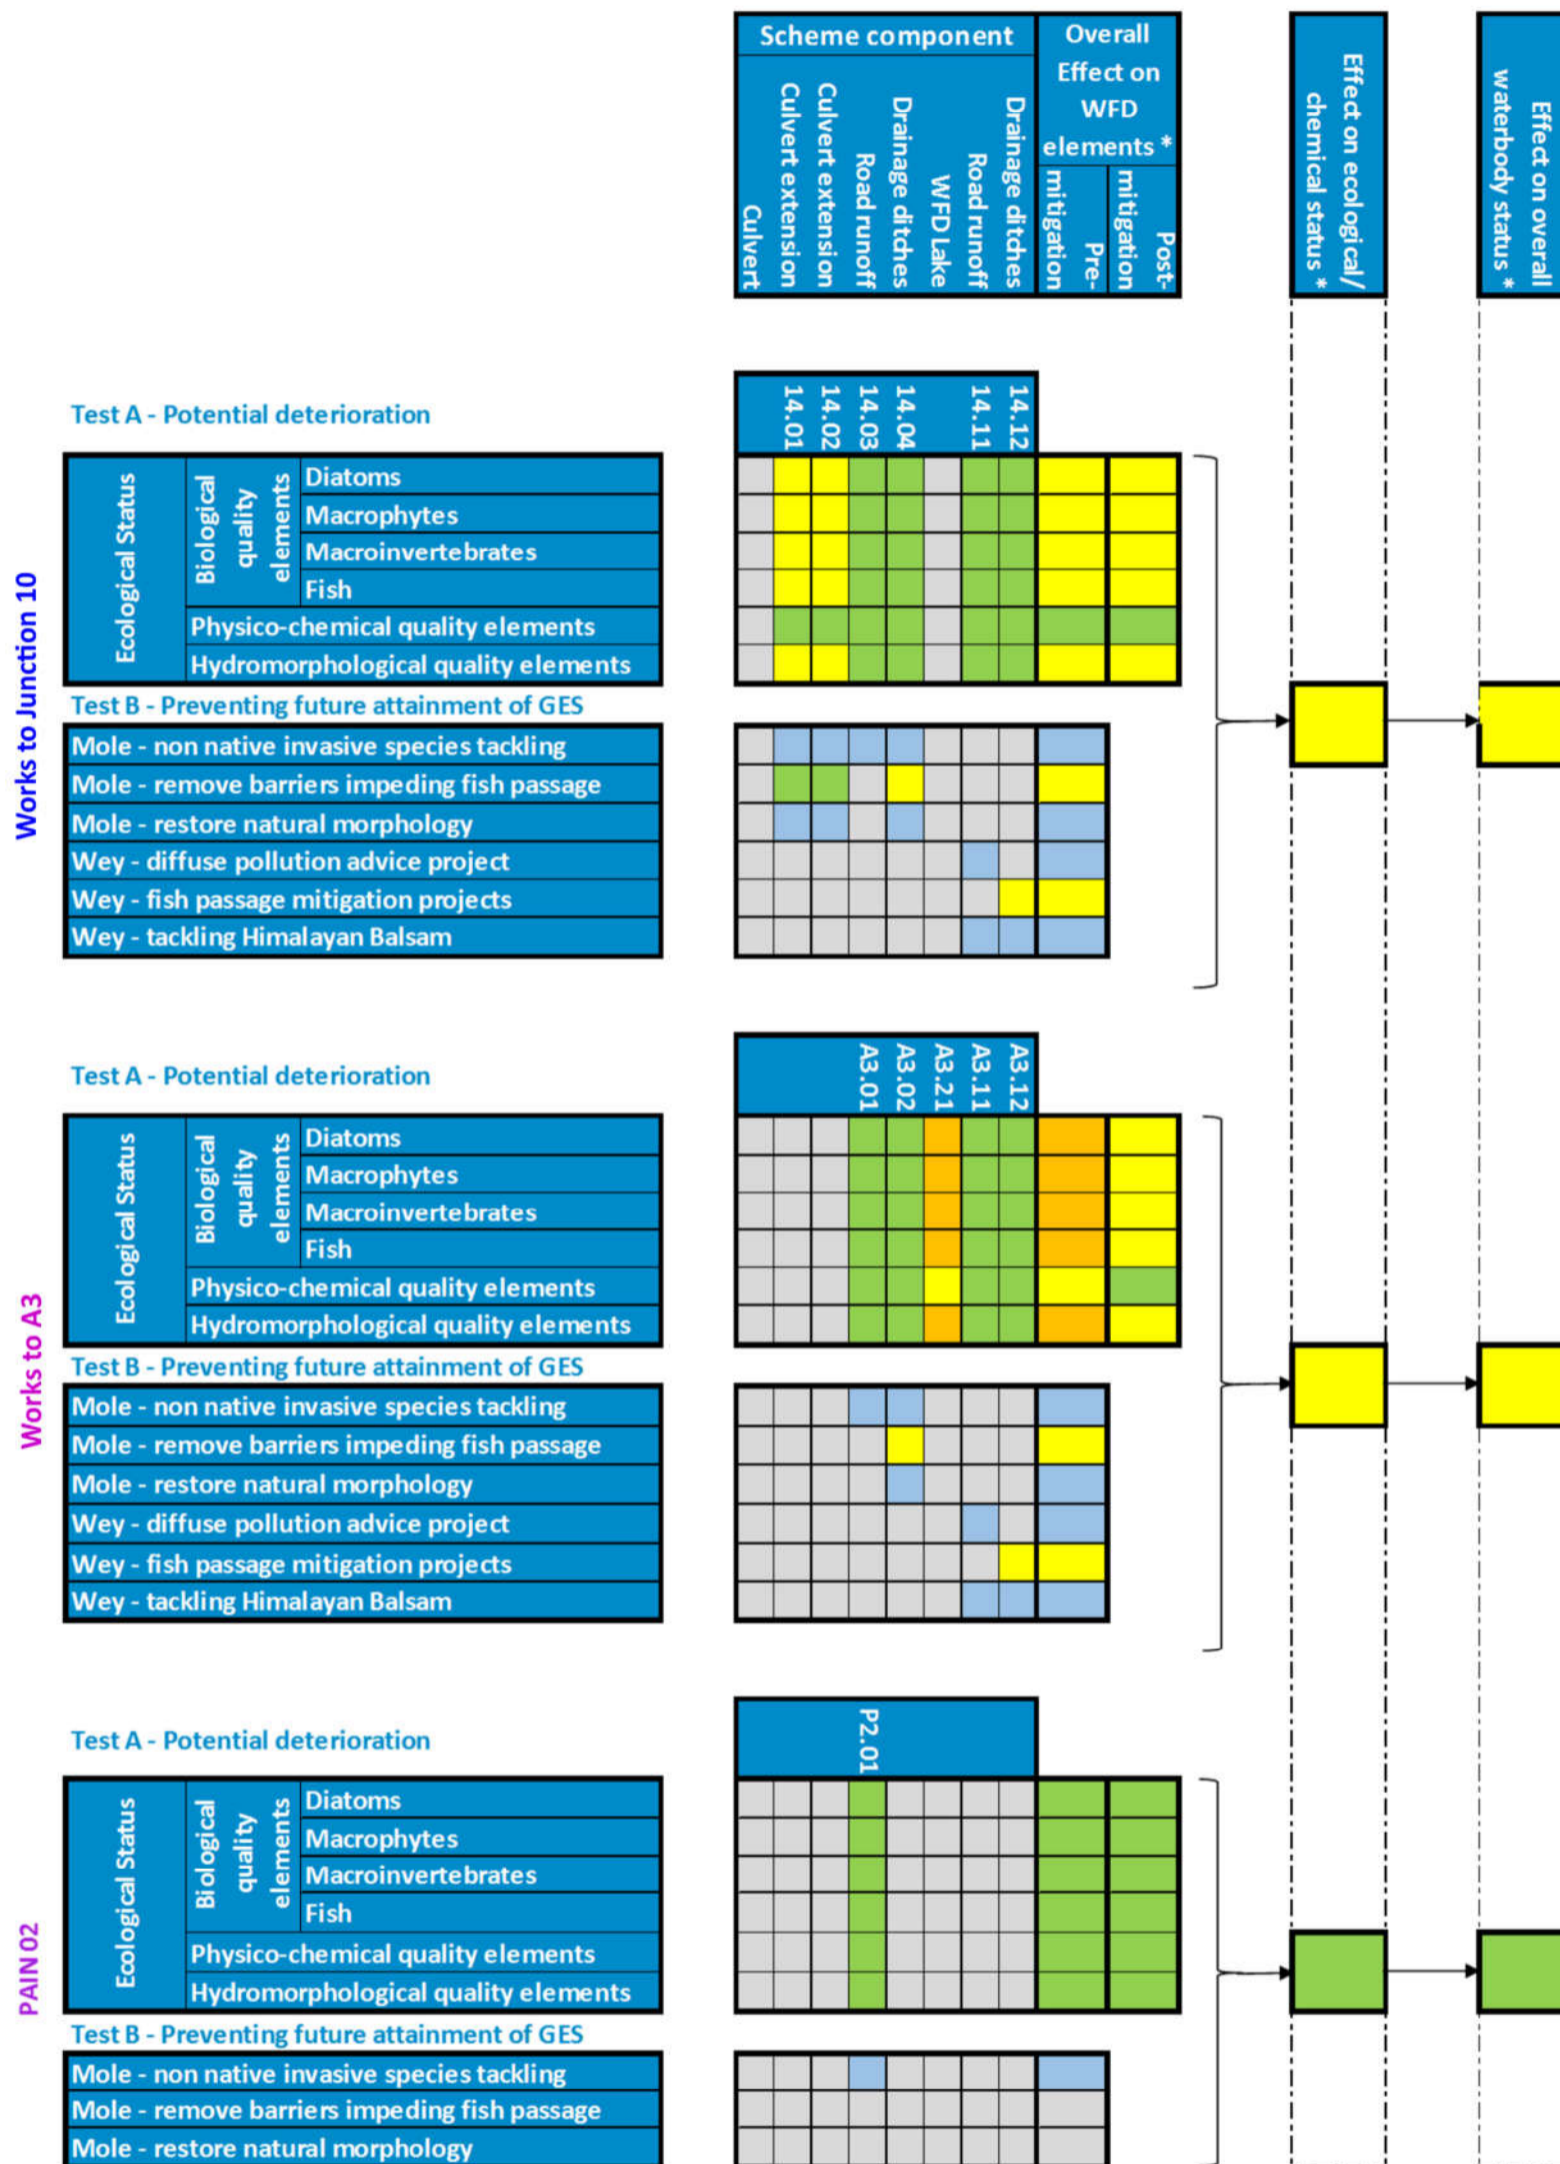 Scheme component
Overall
Effect on
WFD
elements *
Culvert
Culvert extension
Culvert extension
Road runoff
Drainage ditches
WFD Lake
Road runoff
Drainage ditches
Pre-
mitigation
Post-
mitigation
Effect on ecological/
chemical status *
Effect on overall
waterbody status *
Works to Junction 10
Test A - Potential deterioration
14.01
14.02
14.03
14.04
14.11
14.12
Ecological Status
Biological
quality
elements
Diatoms
Macrophytes
Macroinvertebrates
Fish
Physico-chemical quality elements
Hydromorphological quality elements
Test B - Preventing future attainment of GES
Mole - non native invasive species tackling
Mole - remove barriers impeding fish passage
Mole - restore natural morphology
Wey - diffuse pollution advice project
Wey - fish passage mitigation projects
Wey - tackling Himalayan Balsam
Works to A3
Test A - Potential deterioration
A3.01
A3.02
A3.21
A3.11
A3.12
Ecological Status
Biological
quality
elements
Diatoms
Macrophytes
Macroinvertebrates
Fish
Physico-chemical quality elements
Hydromorphological quality elements
Test B - Preventing future attainment of GES
Mole - non native invasive species tackling
Mole - remove barriers impeding fish passage
Mole - restore natural morphology
Wey - diffuse pollution advice project
Wey - fish passage mitigation projects
Wey - tackling Himalayan Balsam
PAIN 02
Test A - Potential deterioration
P2.01
Ecological Status
Biological
quality
elements
Diatoms
Macrophytes
Macroinvertebrates
Fish
Physico-chemical quality elements
Hydromorphological quality elements
Test B - Preventing future attainment of GES
Mole - non native invasive species tackling
Mole - remove barriers impeding fish passage
Mole - restore natural morphology